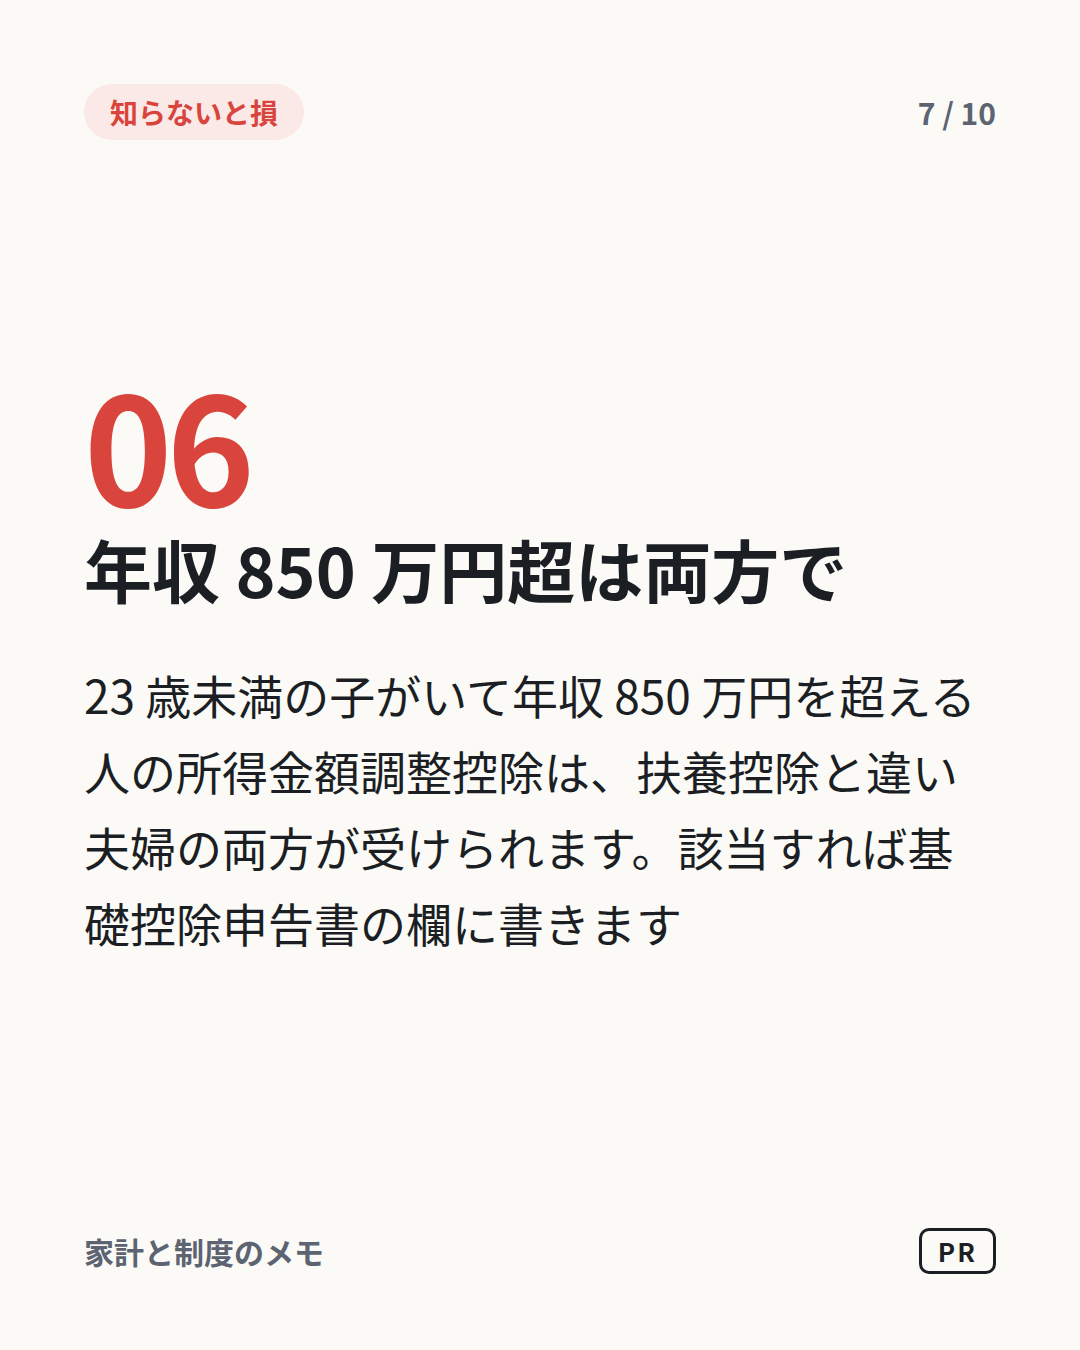 知らないと損
7 / 10
06
年収 850 万円超は両方で
23 歳未満の子がいて年収 850 万円を超える
人の所得金額調整控除は、扶養控除と違い
夫婦の両方が受けられます。該当すれば基
礎控除申告書の欄に書きます
家計と制度のメモ
PR